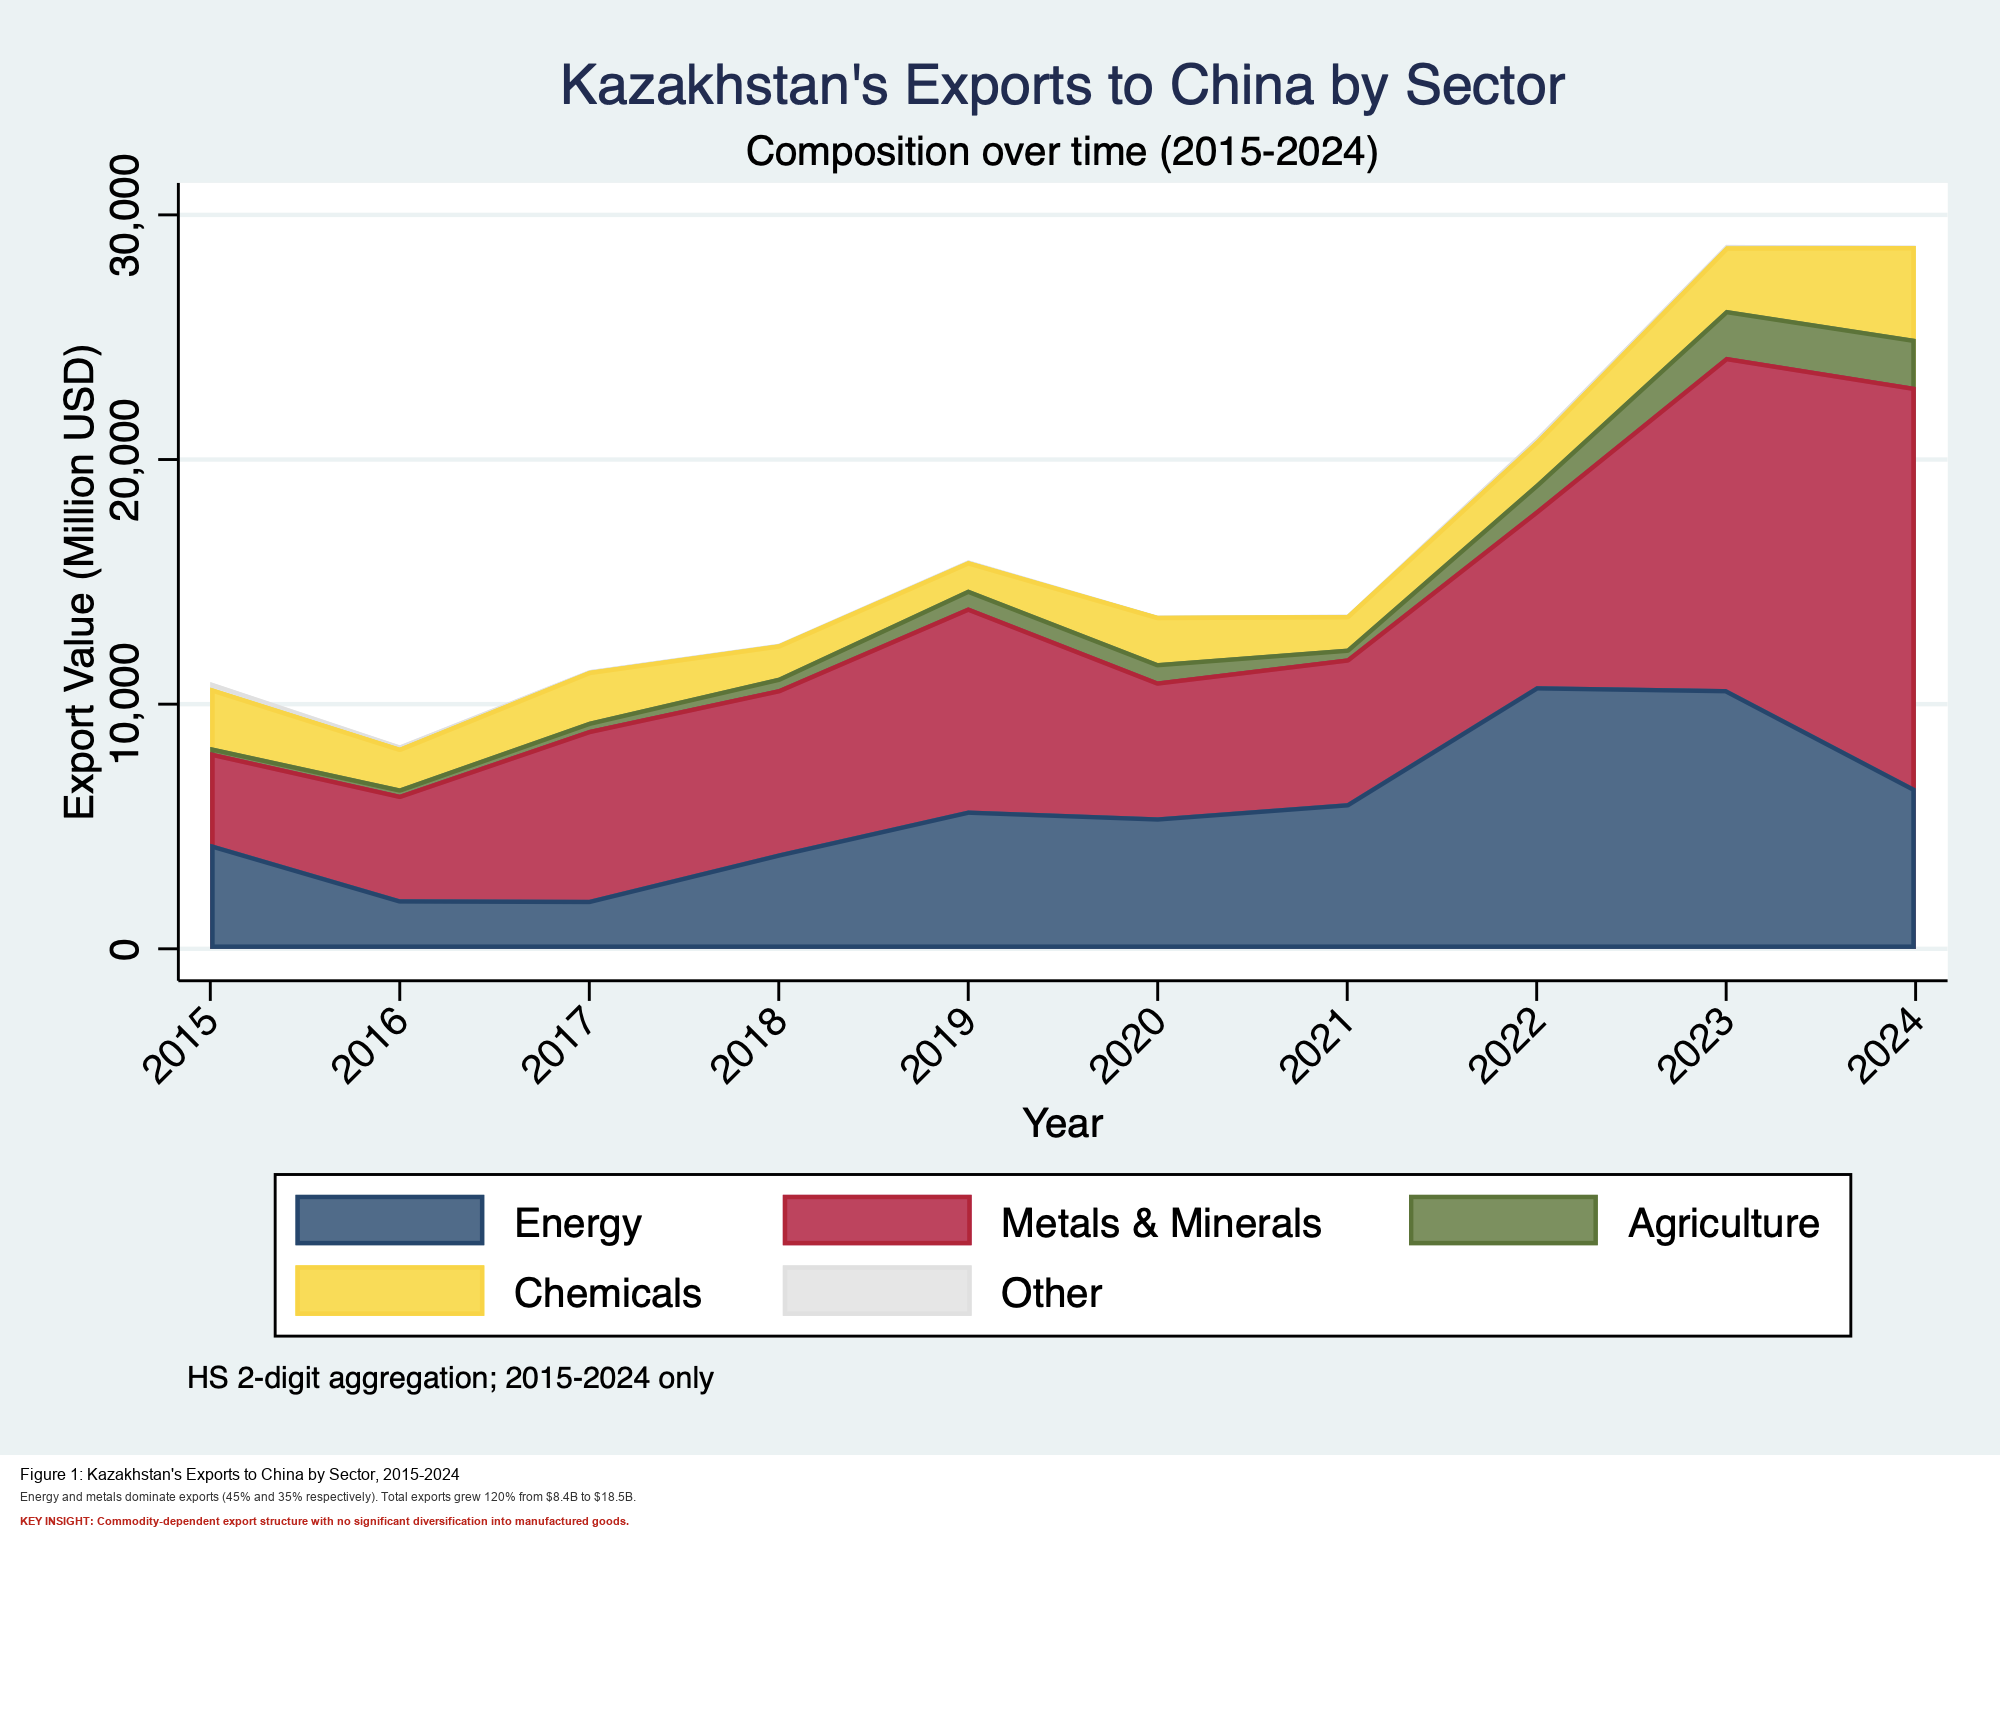 Kazakhstan's Exports to China by Sector
Composition over time (2015-2024)
Export Value (Million USD)
30,000
20,000
10,000
0
2015
2016
2017
2018
2019
2020
2021
2022
2023
2024
Year
Energy
Metals & Minerals
Agriculture
Chemicals
Other
HS 2-digit aggregation; 2015-2024 only
Figure 1: Kazakhstan's Exports to China by Sector, 2015-2024
Energy and metals dominate exports (45% and 35% respectively). Total exports grew 120% from $8.4B to $18.5B.
KEY INSIGHT: Commodity-dependent export structure with no significant diversification into manufactured goods.